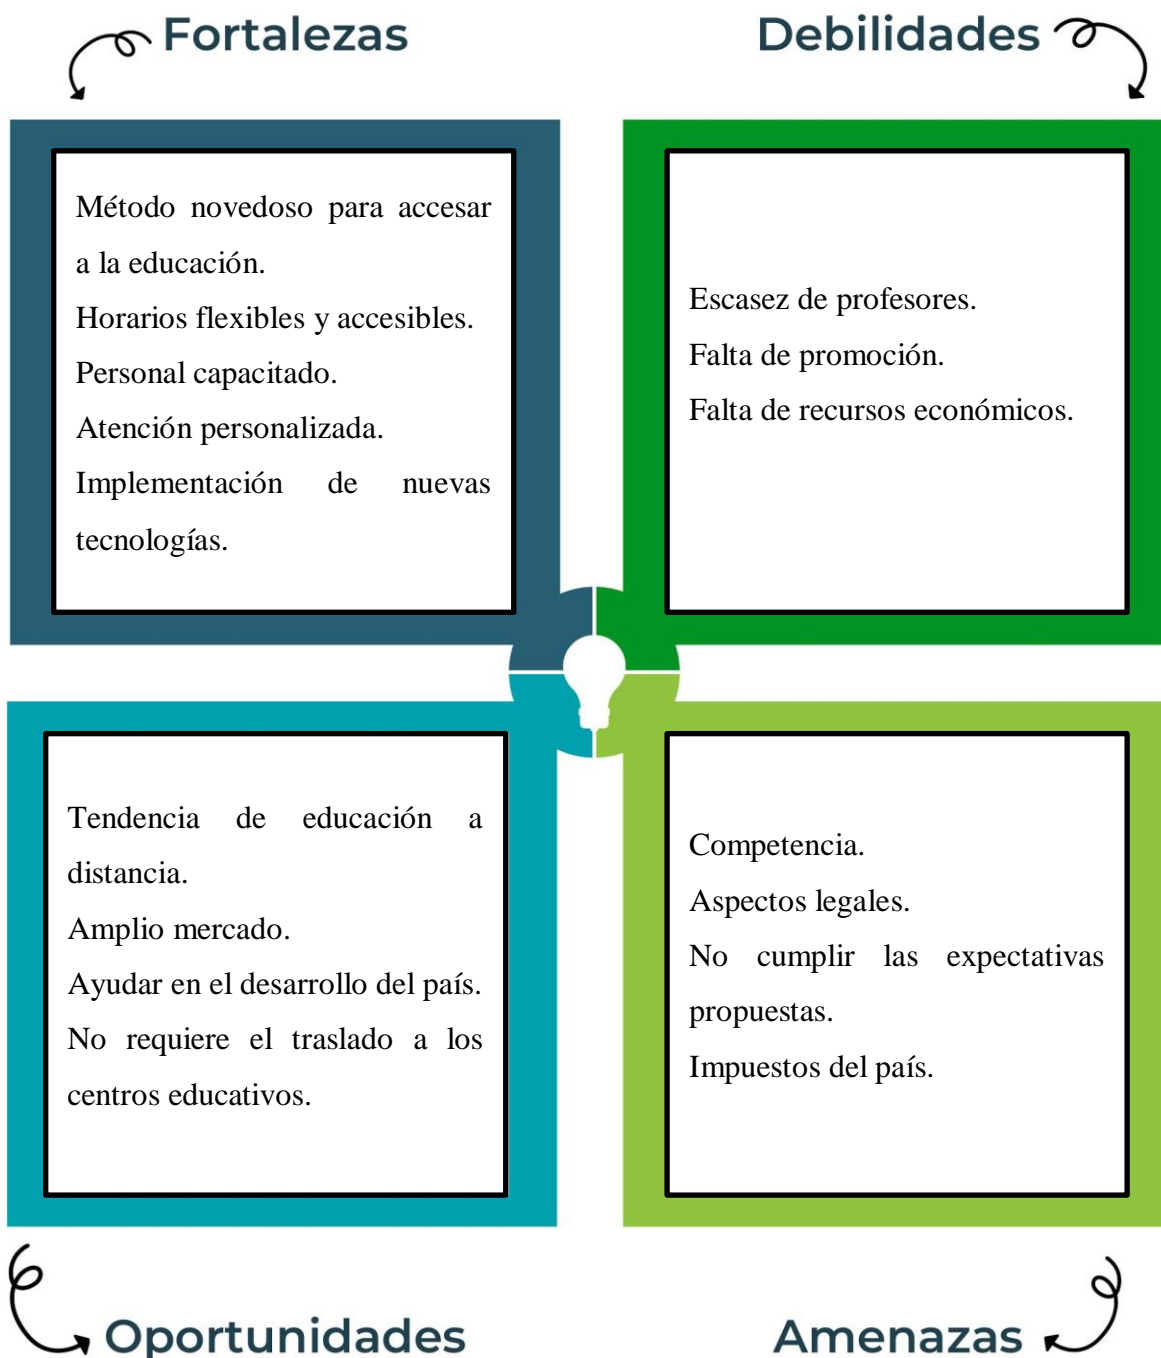 Fortalezas
Método novedoso para accesar
a la educación.
Horarios flexibles y accesibles.
Personal capacitado.
Atención personalizada.
Implementación de nuevas
tecnologías.
Debilidades
Escasez de profesores.
Falta de promoción.
Falta de recursos económicos.
Tendencia de educación a
distancia.
Amplio mercado.
Ayudar en el desarrollo del país.
No requiere el traslado a los
centros educativos.
Oportunidades
Competencia.
Aspectos legales.
No cumplir las expectativas
propuestas.
Impuestos del país.
Amenazas